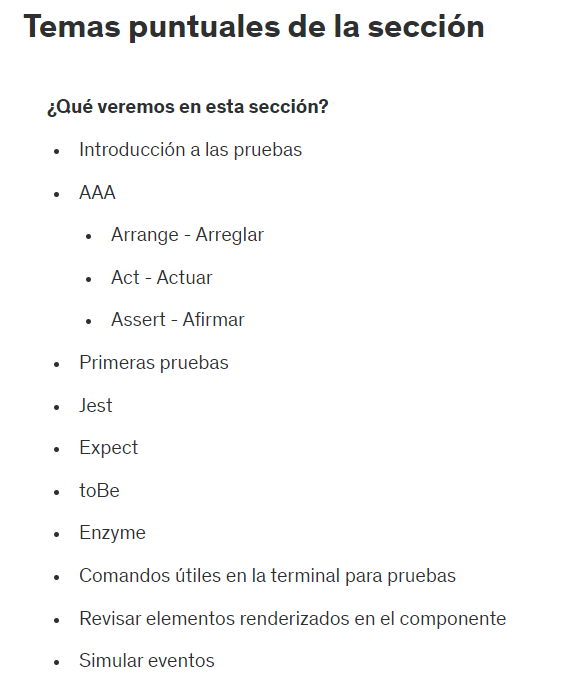 Temas puntuales de la sección
¿Qué veremos en esta sección?
Introducción a las pruebas
AAA
Arrange - Arreglar
Act - Actuar
Assert - Afirmar
Primeras pruebas
Jest
Expect
toBe
Enzyme
Comandos útiles en la terminal para pruebas
Revisar elementos renderizados en el componente
Simular eventos